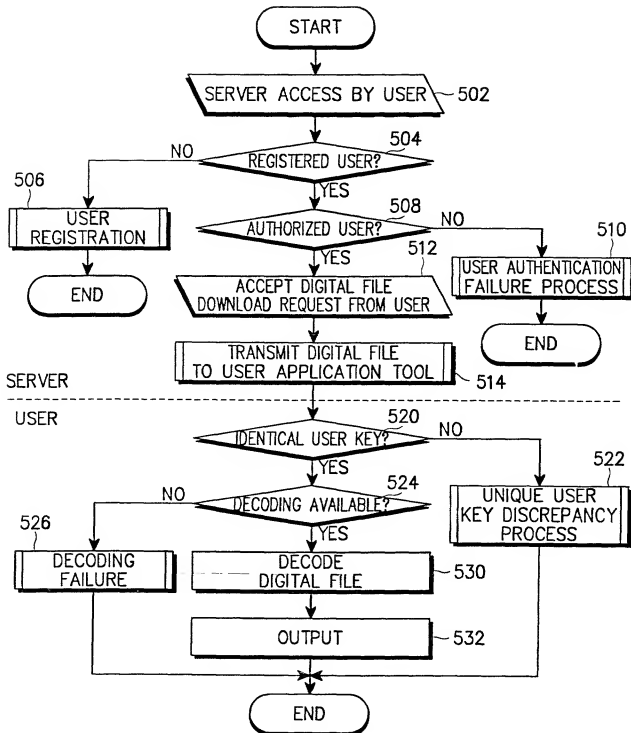 START
SERVER ACCESS BY USER
502
504
NO
REGISTERED USER?
506
YES
508
USER
REGISTRATION
AUTHORIZED USER?
NO
510
YES
512
END
ACCEPT DIGITAL FILE
DOWNLOAD REQUEST FROM USER
USER AUTHENTICATION
FAILURE PROCESS
TRANSMIT DIGITAL FILE
TO USER APPLICATION TOOL
514
END
SERVER
USER
520
IDENTICAL USER KEY?
NO
YES
522
524
NO
DECODING AVAILABLE?
UNIQUE USER
KEY DISCREPANCY
PROCESS
526
YES
DECODING
FAILURE
DECODE
DIGITAL FILE
530
OUTPUT
532
END